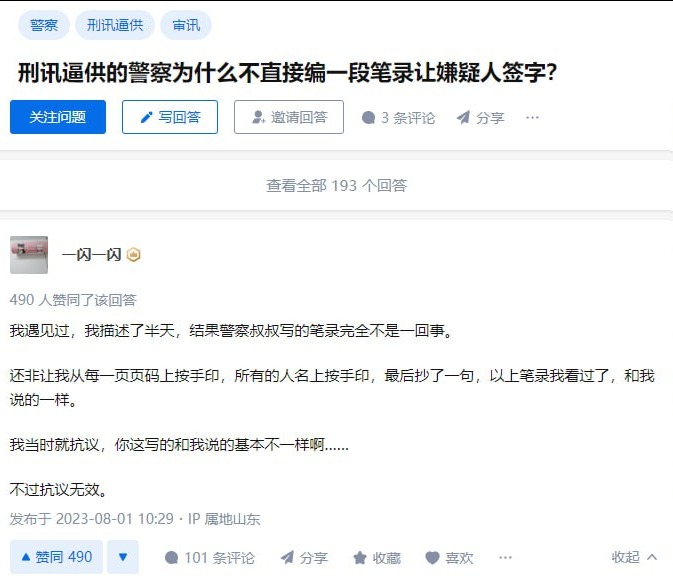 警察 刑讯逼供 审讯
刑讯逼供的警察为什么不直接编一段笔录让嫌疑人签字？
关注问题 写回答 邀请回答 3 条评论 分享 ···
查看全部 193 个回答
一闪一闪
490 人赞同了该回答
我遇见过，我描述了半天，结果警察叔叔写的笔录完全不是一回事。
还非让我从每一页页码上按手印，所有的人名上按手印，最后抄了一句，以上笔录我看过了，和我
说的一样。
我当时就抗议，你这写的和我说的基本不一样啊……
不过抗议无效。
发布于 2023-08-01 10:29・IP 属地山东
赞同 490 101 条评论 分享 收藏 喜欢 ··· 收起